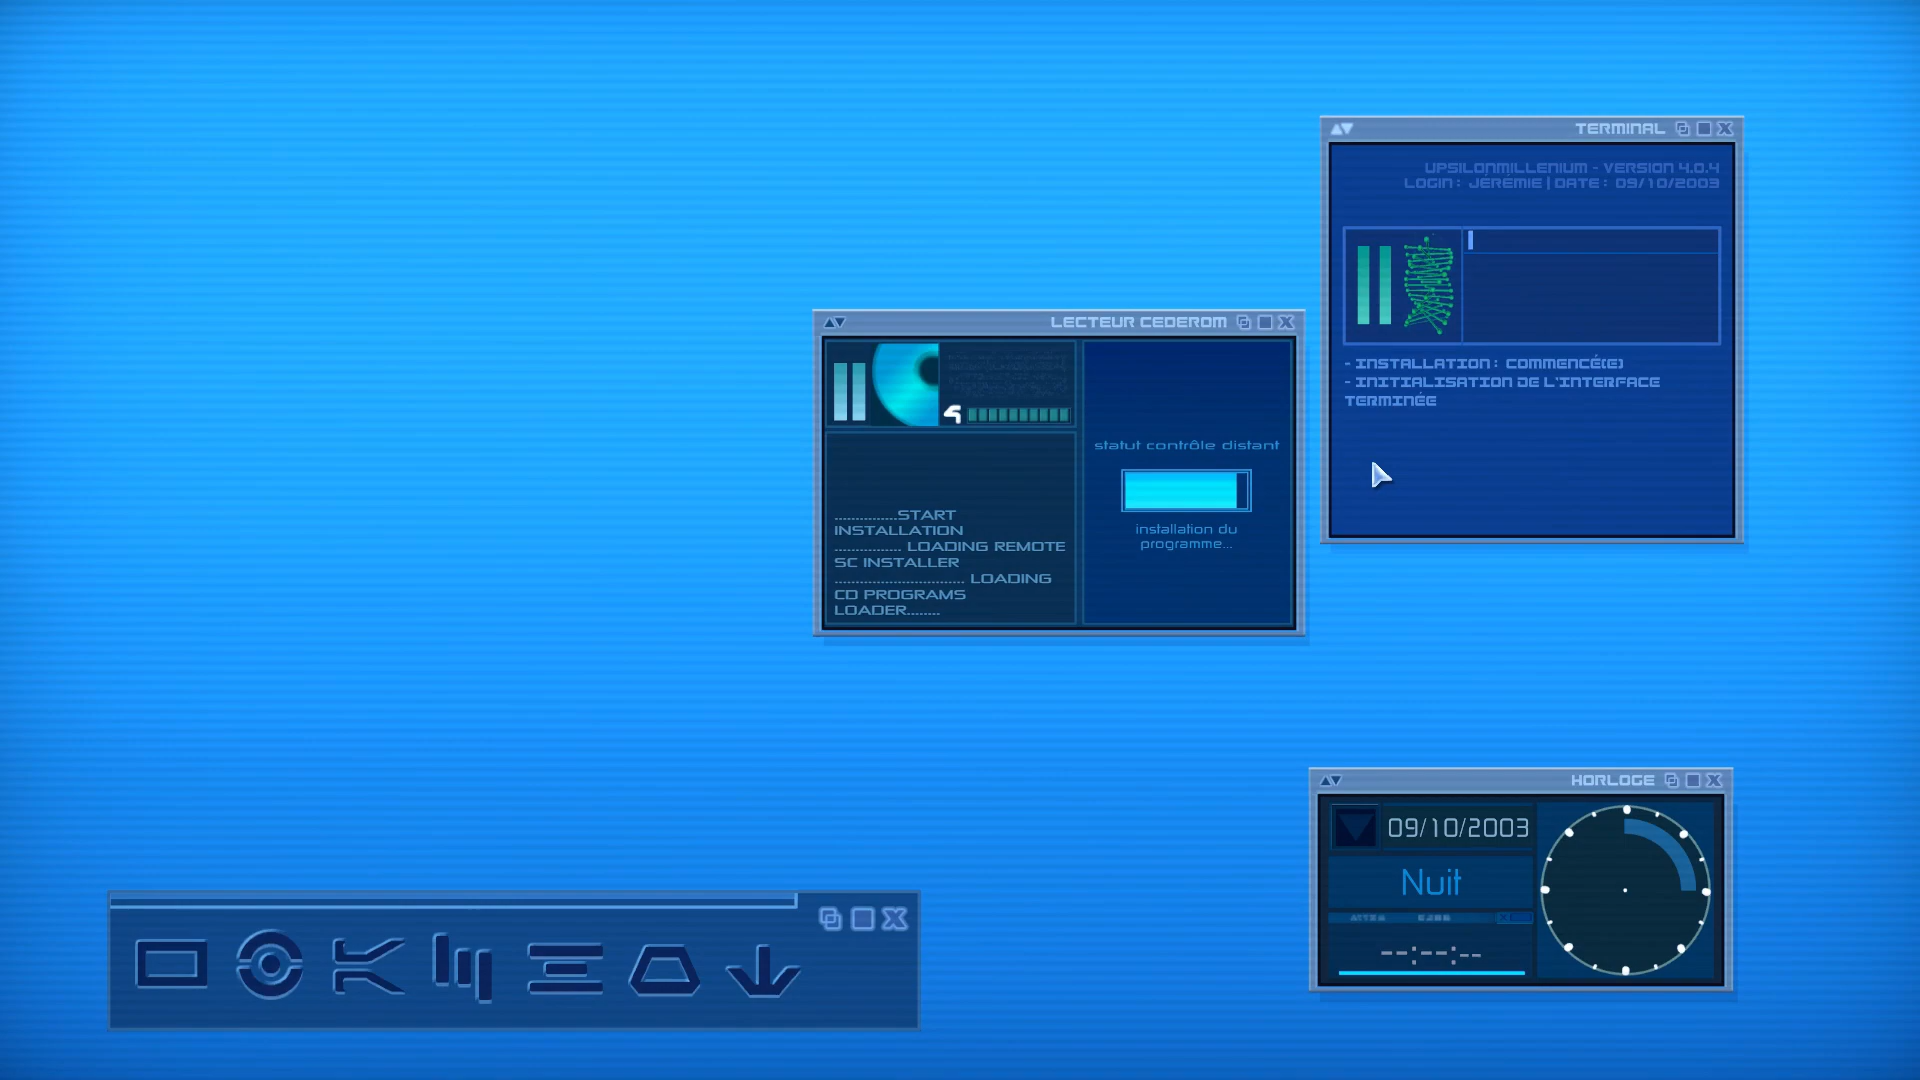 TERMINAL
UPSILONMILLENIUM - VERSION 4.0.4
LOGIN : JÉRÉMIE | DATE : 09/10/2003
- INSTALLATION : COMMENCÉ(E)
- INITIALISATION DE L'INTERFACE
TERMINÉE
LECTEUR CEDEROM
4
...............START
INSTALLATION
................ LOADING REMOTE
SC INSTALLER
............................... LOADING
CD PROGRAMS
LOADER........
statut contrôle distant
installation du
programme...
HORLOGE
09/10/2003
Nuit
--:--:--